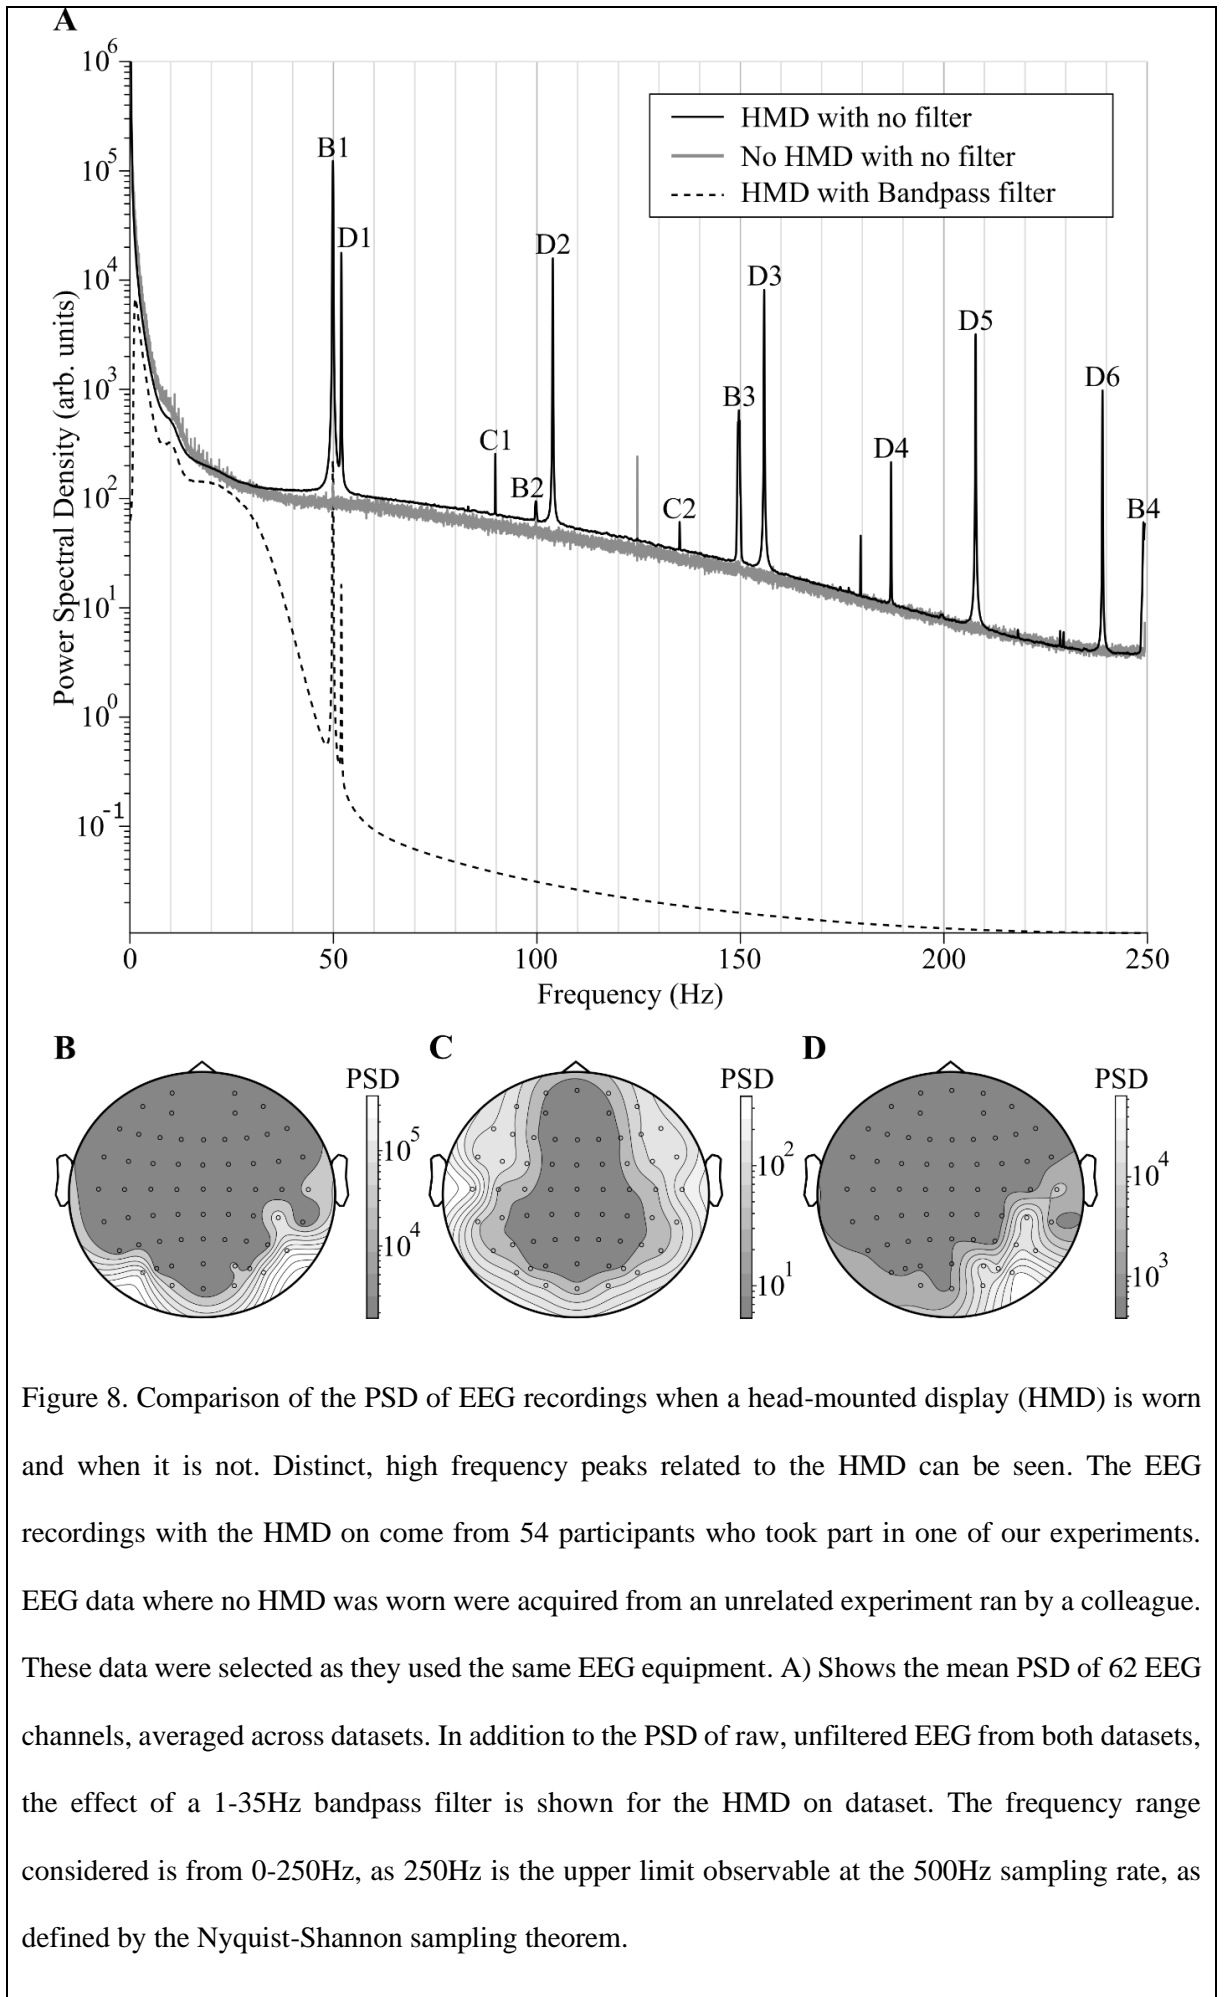 A
10^6
10^5
10^4
10^3
10^2
10^1
10^0
10^-1
Power Spectral Density (arb. units)
HMD with no filter
No HMD with no filter
HMD with Bandpass filter
B1
D1
D2
D3
D5
D6
B3
C1
D4
B2
C2
B4
0 50 100 150 200 250
Frequency (Hz)
B
PSD
10^5
10^4
C
PSD
10^2
10^1
D
PSD
10^4
10^3
Figure 8. Comparison of the PSD of EEG recordings when a head-mounted display (HMD) is worn
and when it is not. Distinct, high frequency peaks related to the HMD can be seen. The EEG
recordings with the HMD on come from 54 participants who took part in one of our experiments.
EEG data where no HMD was worn were acquired from an unrelated experiment ran by a colleague.
These data were selected as they used the same EEG equipment. A) Shows the mean PSD of 62 EEG
channels, averaged across datasets. In addition to the PSD of raw, unfiltered EEG from both datasets,
the effect of a 1-35Hz bandpass filter is shown for the HMD on dataset. The frequency range
considered is from 0-250Hz, as 250Hz is the upper limit observable at the 500Hz sampling rate, as
defined by the Nyquist-Shannon sampling theorem.